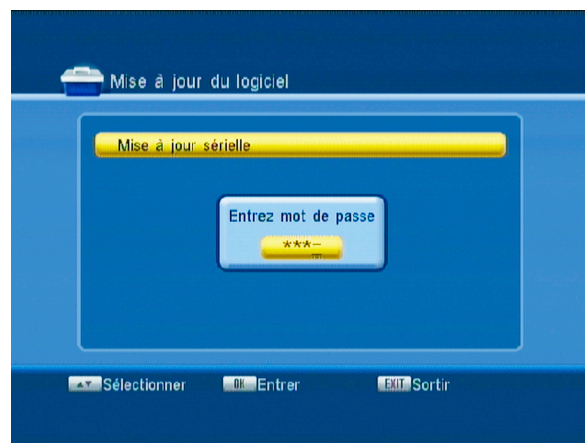 Mise à jour du logiciel
Mise à jour sérielle
Entrez mot de passe
***-
Sélectionner OK Entrer EXIT Sortir